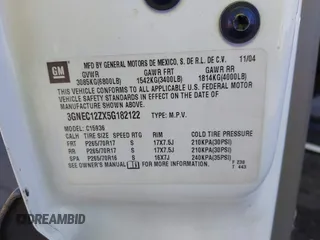 GM
MFD BY GENERAL MOTORS DE MEXICO, S. DE R.L. DE C.V. 11/04
GVWR GAWR FRT GAWR RR
3085KG(6800LB) 1542KG(3400LB) 1814KG(4000LB)
THIS VEHICLE CONFORMS TO ALL APPLICABLE U.S. FEDERAL MOTOR
VEHICLE SAFETY STANDARDS IN EFFECT ON THE DATE OF
MANUFACTURE SHOWN ABOVE.
3GNEC12ZX5G182122 TYPE: M.P.V.
MODEL: C15936
TIRE SIZE SPEED RTG RIM COLD TIRE PRESSURE
FRT P265/70R17 S 17X7.5J 210KPA(30PSI)
RR P265/70R17 S 17X7.5J 210KPA(30PSI)
SPA P265/70R16 S 16X7J 240KPA(35PSI)
SEE OWNER'S MANUAL FOR MORE INFORMATION.
© CREAMBID